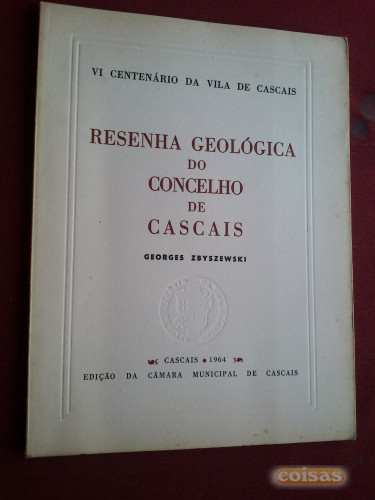 VI CENTENÁRIO DA VILA DE CASCAIS
RESENHA GEOLÓGICA
DO
CONCELHO
DE
CASCAIS
GEORGES ZBYSZEWSKI
CASCAIS • 1964
EDIÇÃO DA CÂMARA MUNICIPAL DE CASCAIS
coisas